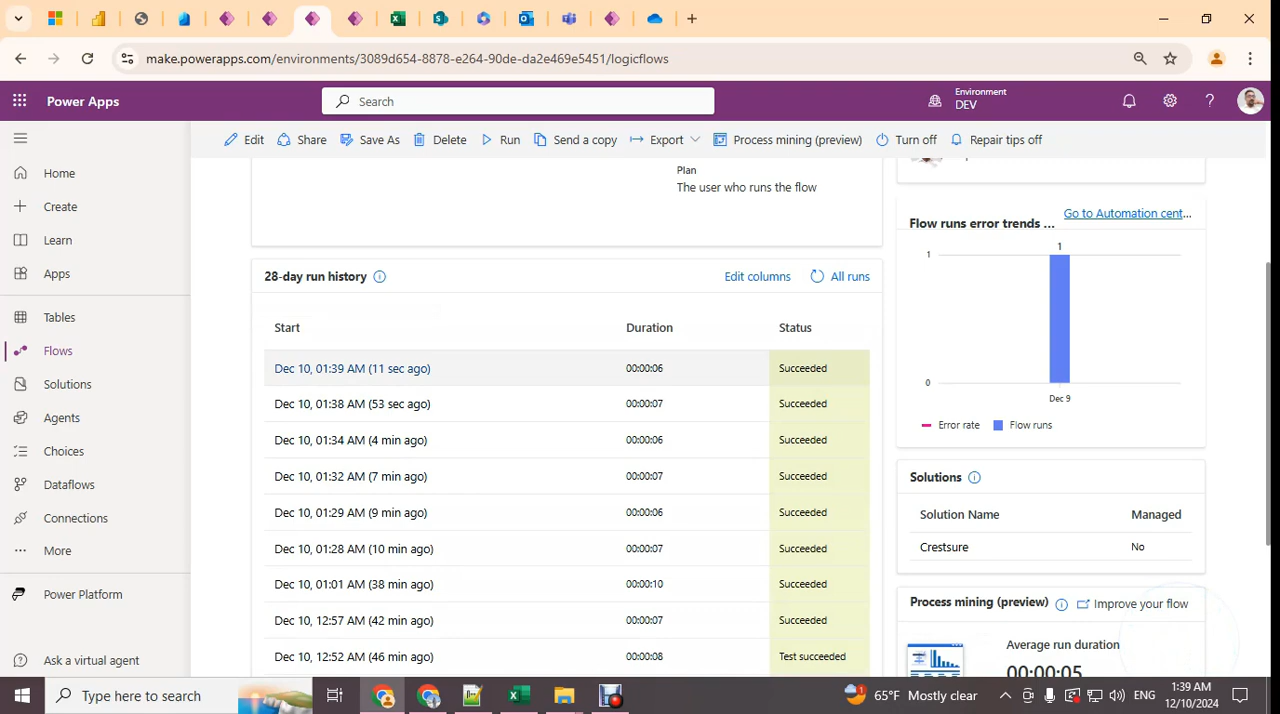 make.powerapps.com/environments/3089d654-8878-e264-90de-da2e469e5451/logicflows
Power Apps
Search
Environment
DEV
Edit
Share
Save As
Delete
Run
Send a copy
Export
Process mining (preview)
Turn off
Repair tips off
Home
Create
Learn
Apps
Tables
Flows
Solutions
Agents
Choices
Dataflows
Connections
More
Power Platform
Ask a virtual agent
Plan
The user who runs the flow
28-day run history
Edit columns
All runs
Start Duration Status
Dec 10, 01:39 AM (11 sec ago) 00:00:06 Succeeded
Dec 10, 01:38 AM (53 sec ago) 00:00:07 Succeeded
Dec 10, 01:34 AM (4 min ago) 00:00:06 Succeeded
Dec 10, 01:32 AM (7 min ago) 00:00:07 Succeeded
Dec 10, 01:29 AM (9 min ago) 00:00:06 Succeeded
Dec 10, 01:28 AM (10 min ago) 00:00:07 Succeeded
Dec 10, 01:01 AM (38 min ago) 00:00:10 Succeeded
Dec 10, 12:57 AM (42 min ago) 00:00:07 Succeeded
Dec 10, 12:52 AM (46 min ago) 00:00:08 Test succeeded
Flow runs error trends ...
Go to Automation cent...
1
1
0
Dec 9
Error rate
Flow runs
Solutions
Solution Name Managed
Crestsure No
Process mining (preview)
Improve your flow
Average run duration
00:00:05
Type here to search
65°F Mostly clear
ENG
1:39 AM
12/10/2024